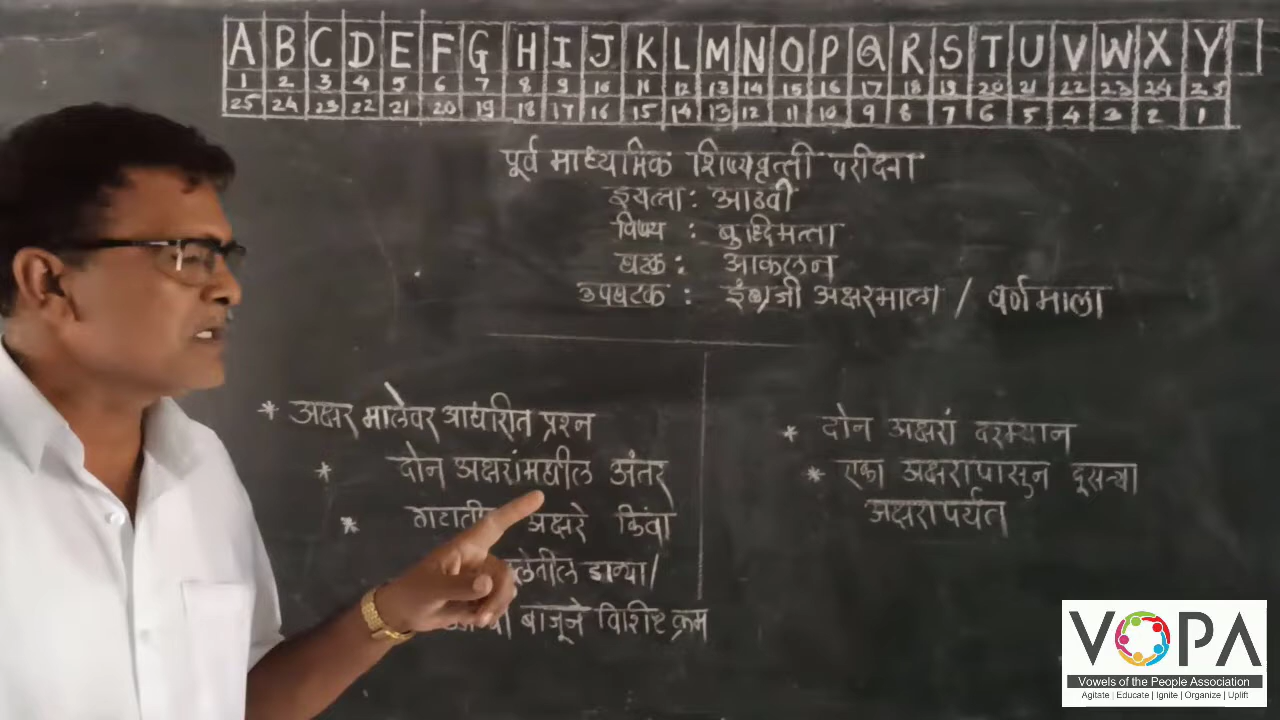 A B C D E F G H I J K L M N O P Q R S T U V W X Y
1 2 3 4 5 6 7 8 9 10 11 12 13 14 15 16 17 18 19 20 21 22 23 24 25
25 24 23 22 21 20 19 18 17 16 15 14 13 12 11 10 9 8 7 6 5 4 3 2 1
पूर्व माध्यमिक शिष्यवृत्ती परीक्षा
इयत्ता : आठवी
विषय : बुद्धिमत्ता
घटक : आकलन
उपघटक : इंग्रजी अक्षरमाला / वर्णमाला
* अक्षर मालेवर आधारीत प्रश्न
* दोन अक्षरांमधील अंतर
* अक्षरे किंवा
डाव्या/
बाजूने विशिष्ट क्रम
* दोन अक्षरां दरम्यान
* एका अक्षरापासून दूसऱ्या
अक्षरापर्यंत
VOPA
Vowels of the People Association
Agitate | Educate | Ignite | Organize | Uplift